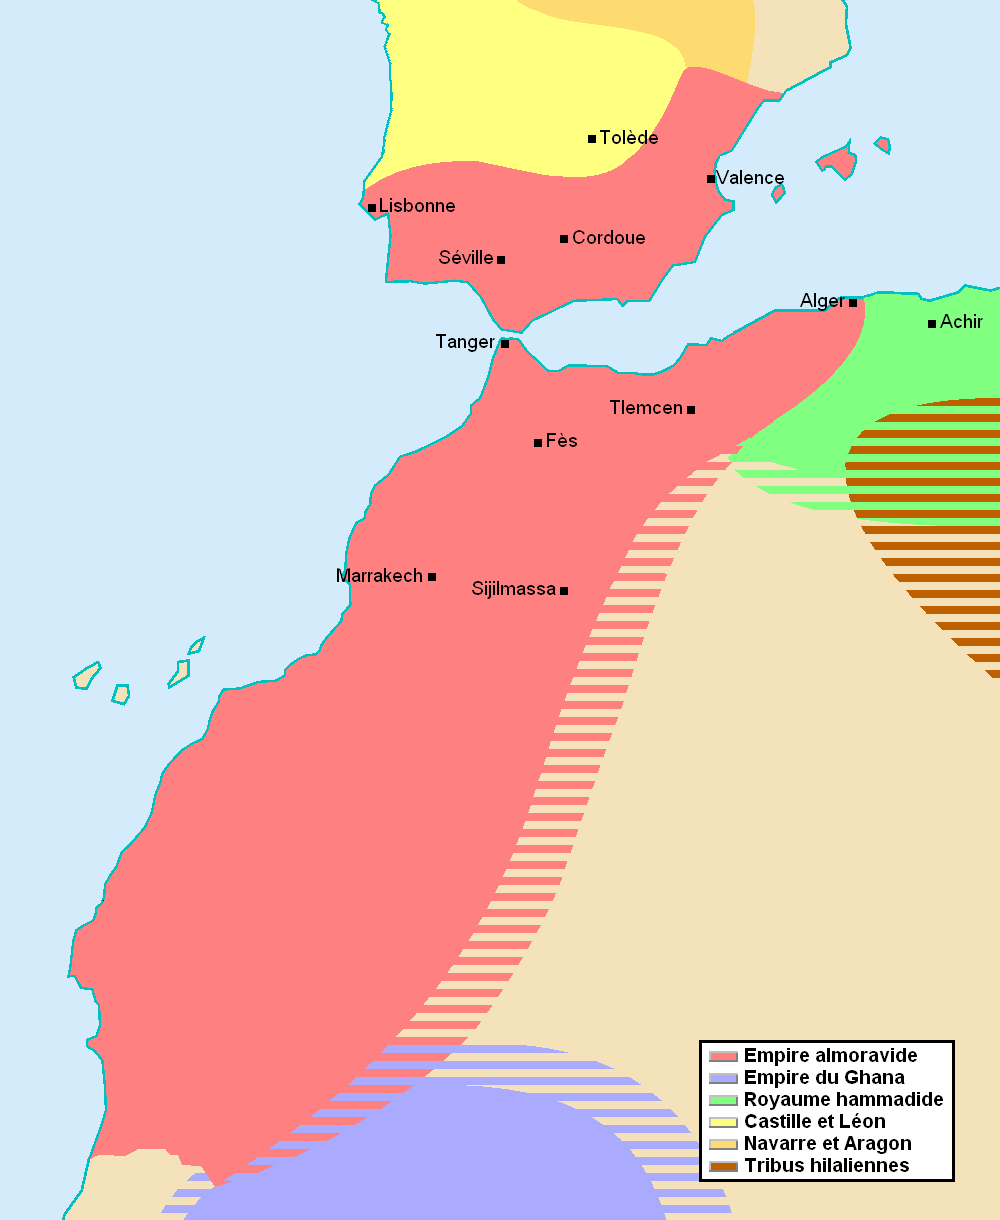 Tolède
Valence
Lisbonne
Cordoue
Séville
Alger
Achir
Tanger
Tlemcen
Fès
Marrakech
Sijilmassa
Empire almoravide
Empire du Ghana
Royaume hammadide
Castille et Léon
Navarre et Aragon
Tribus hilaliennes